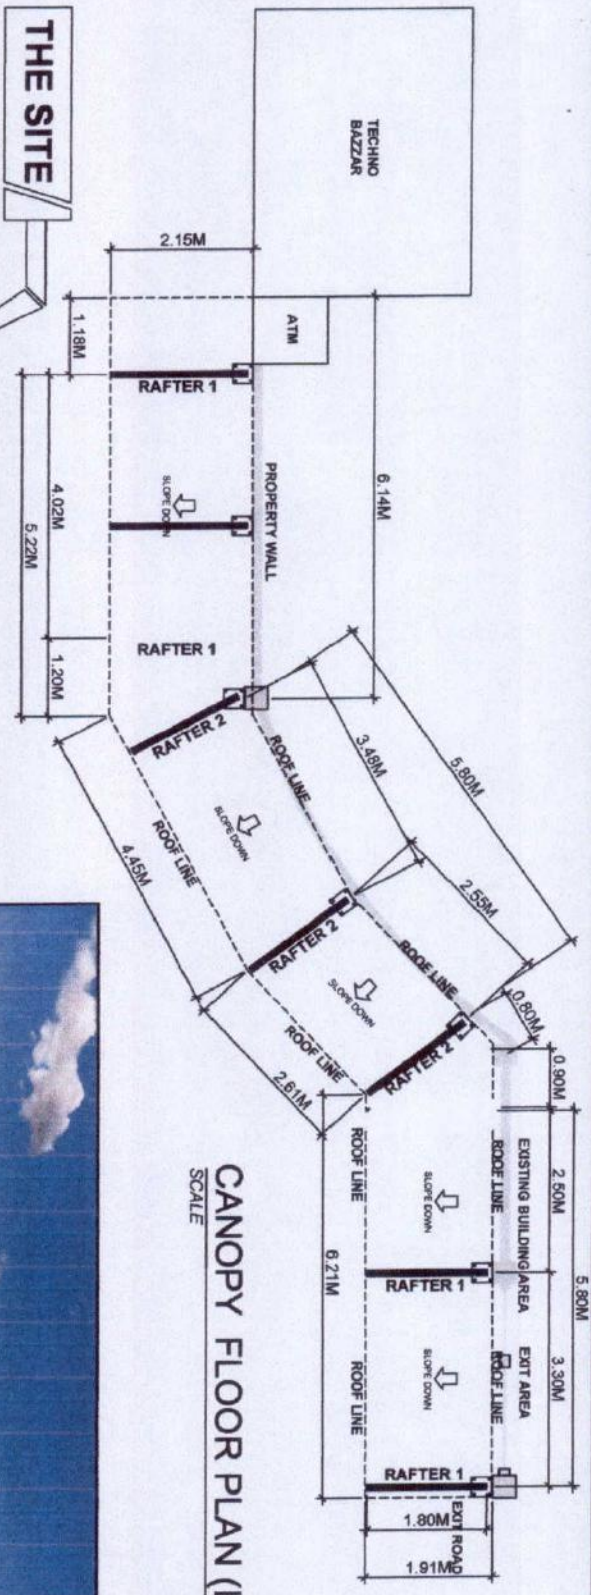 THE SITE
TECHNO
BAZZAR
2.15M
ATM
1.18M
RAFTER 1
6.14M
PROPERTY WALL
SLOPE DOWN
4.02M
5.22M
RAFTER 1
1.20M
RAFTER 2
ROOF LINE
3.48M
5.80M
SLOPE DOWN
ROOF LINE
4.45M
2.55M
RAFTER 2
ROOF LINE
SLOPE DOWN
0.80M
ROOF LINE
RAFTER 2
2.61M
0.90M
ROOF LINE
ROOF LINE
EXISTING BUILDING AREA
2.50M
SLOPE DOWN
5.80M
RAFTER 1
6.21M
EXIT AREA
ROOF LINE
3.30M
SLOPE DOWN
ROOF LINE
RAFTER 1
1.80M
EXIT ROAD
1.91M
CANOPY FLOOR PLAN (
SCALE